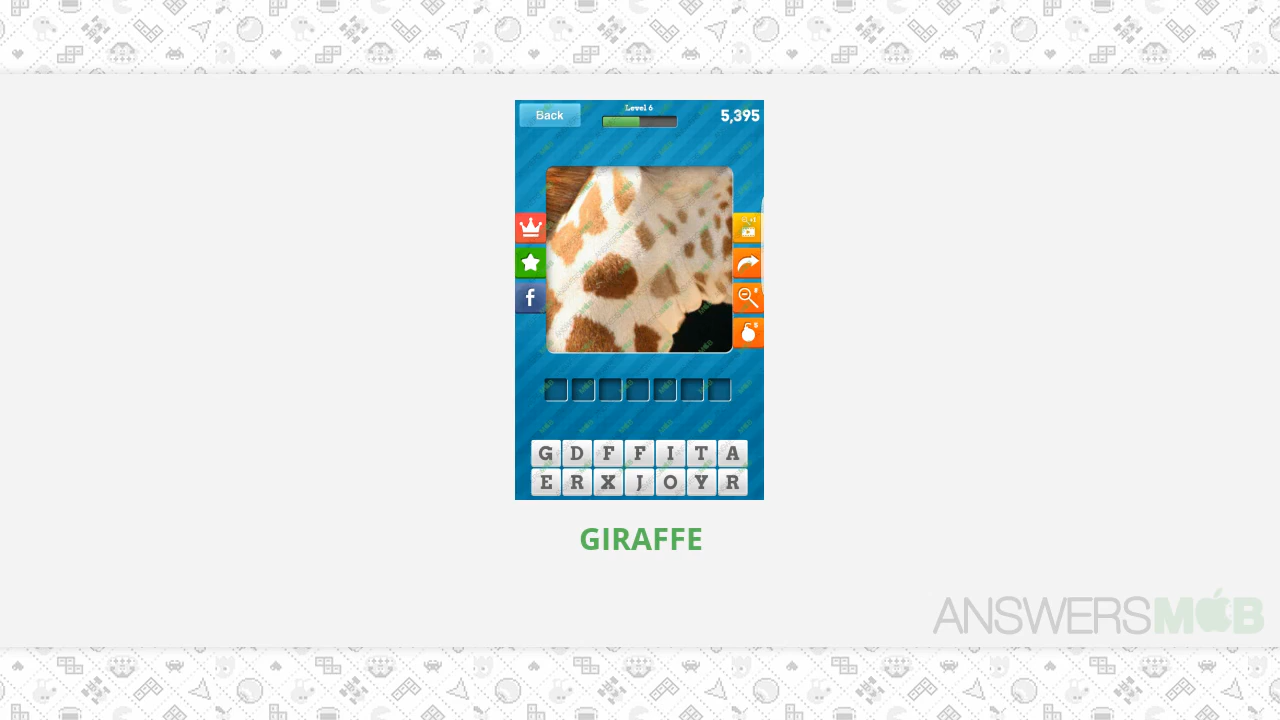 Back
Level 6
5,395
G D F F I T A
E R X J O Y R
GIRAFFE
ANSWERSMOB